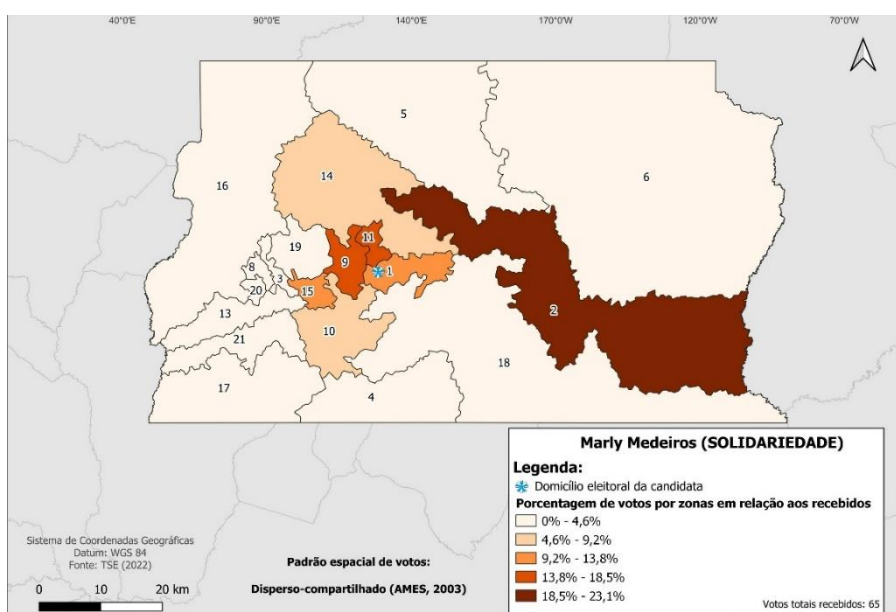 40°0'E 90°0'E 140°0'E 170°0'W 120°0'W 70°0'W
5
6
14
16
19
11
9
1
8
3
20
15
2
13
10
21
18
17
4
Marly Medeiros (SOLIDARIEDADE)
Legenda:
Domicílio eleitoral da candidata
Porcentagem de votos por zonas em relação aos recebidos
0% - 4,6%
4,6% - 9,2%
9,2% - 13,8%
13,8% - 18,5%
18,5% - 23,1%
Votos totais recebidos: 65
Sistema de Coordenadas Geográficas
Datum: WGS 84
Fonte: TSE (2022)
0 10 20 km
Padrão espacial de votos:
Disperso-compartilhado (AMES, 2003)